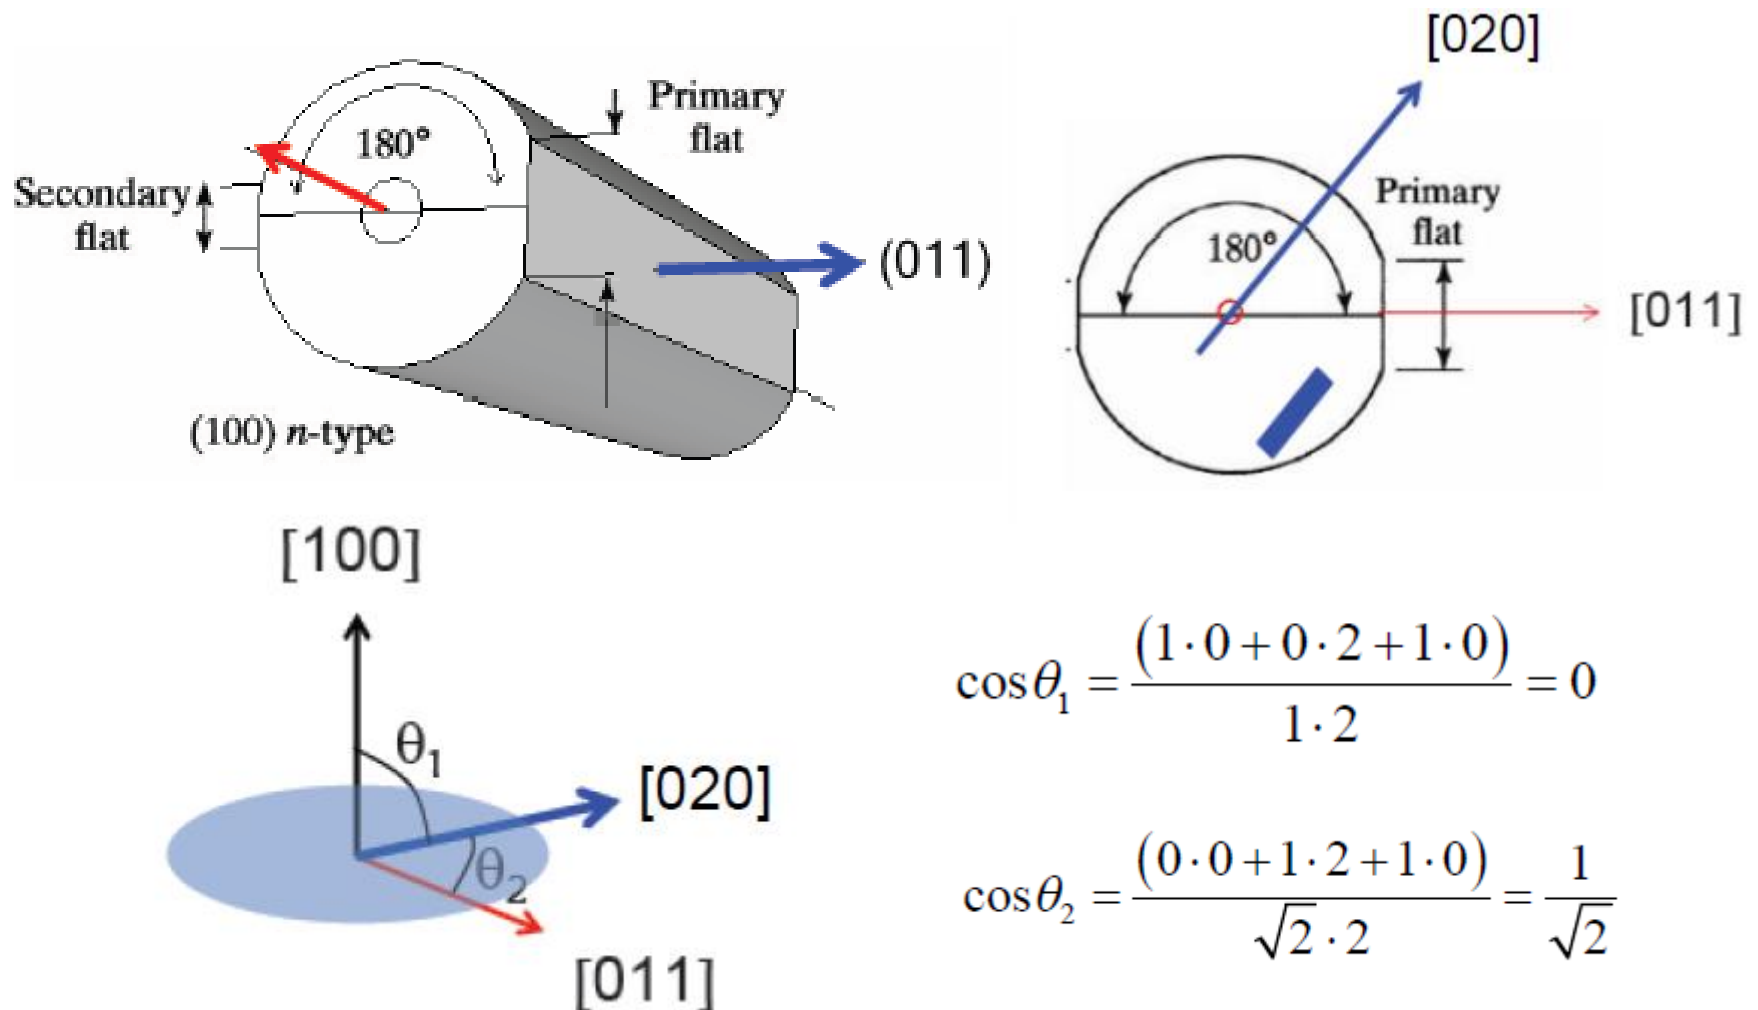 Primary
flat
180°
Secondary
flat
(011)
(100) n-type
[020]
Primary
flat
180°
[011]
[100]
θ₁
[020]
θ₂
[011]
cosθ₁ = (1·0+0·2+1·0) / 1·2 = 0
cosθ₂ = (0·0+1·2+1·0) / √2·2 = 1/√2